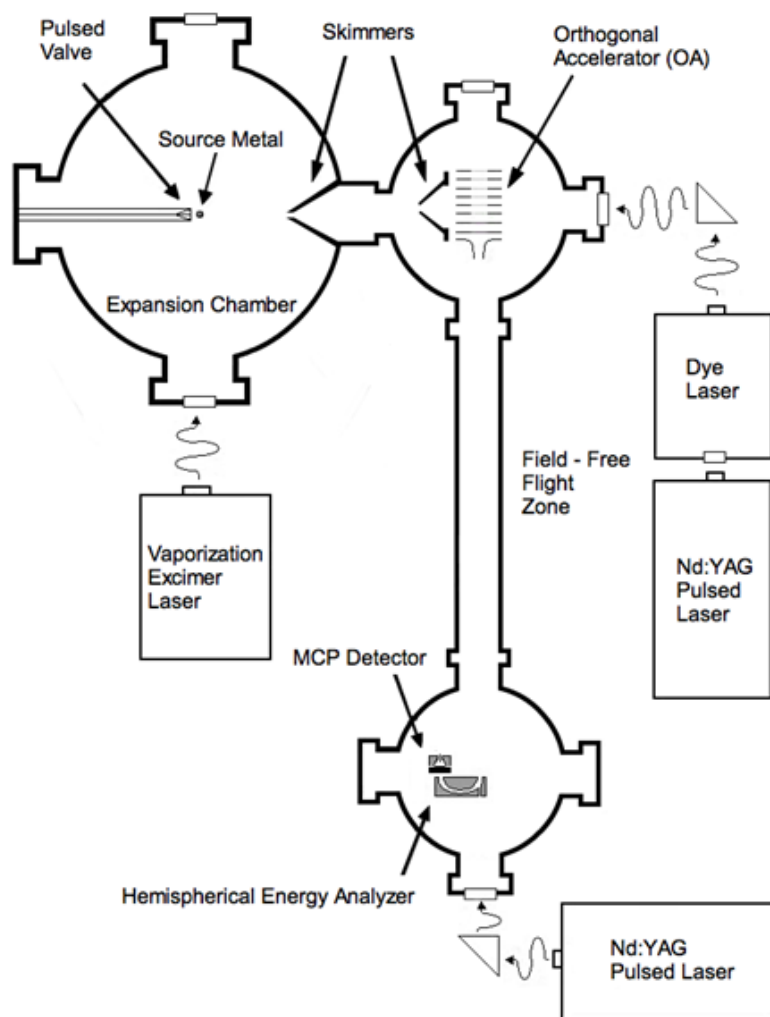 Pulsed
Valve
Skimmers
Orthogonal
Accelerator (OA)
Source Metal
Expansion Chamber
Dye
Laser
Field - Free
Flight
Zone
Vaporization
Excimer
Laser
Nd:YAG
Pulsed
Laser
MCP Detector
Hemispherical Energy Analyzer
Nd:YAG
Pulsed Laser